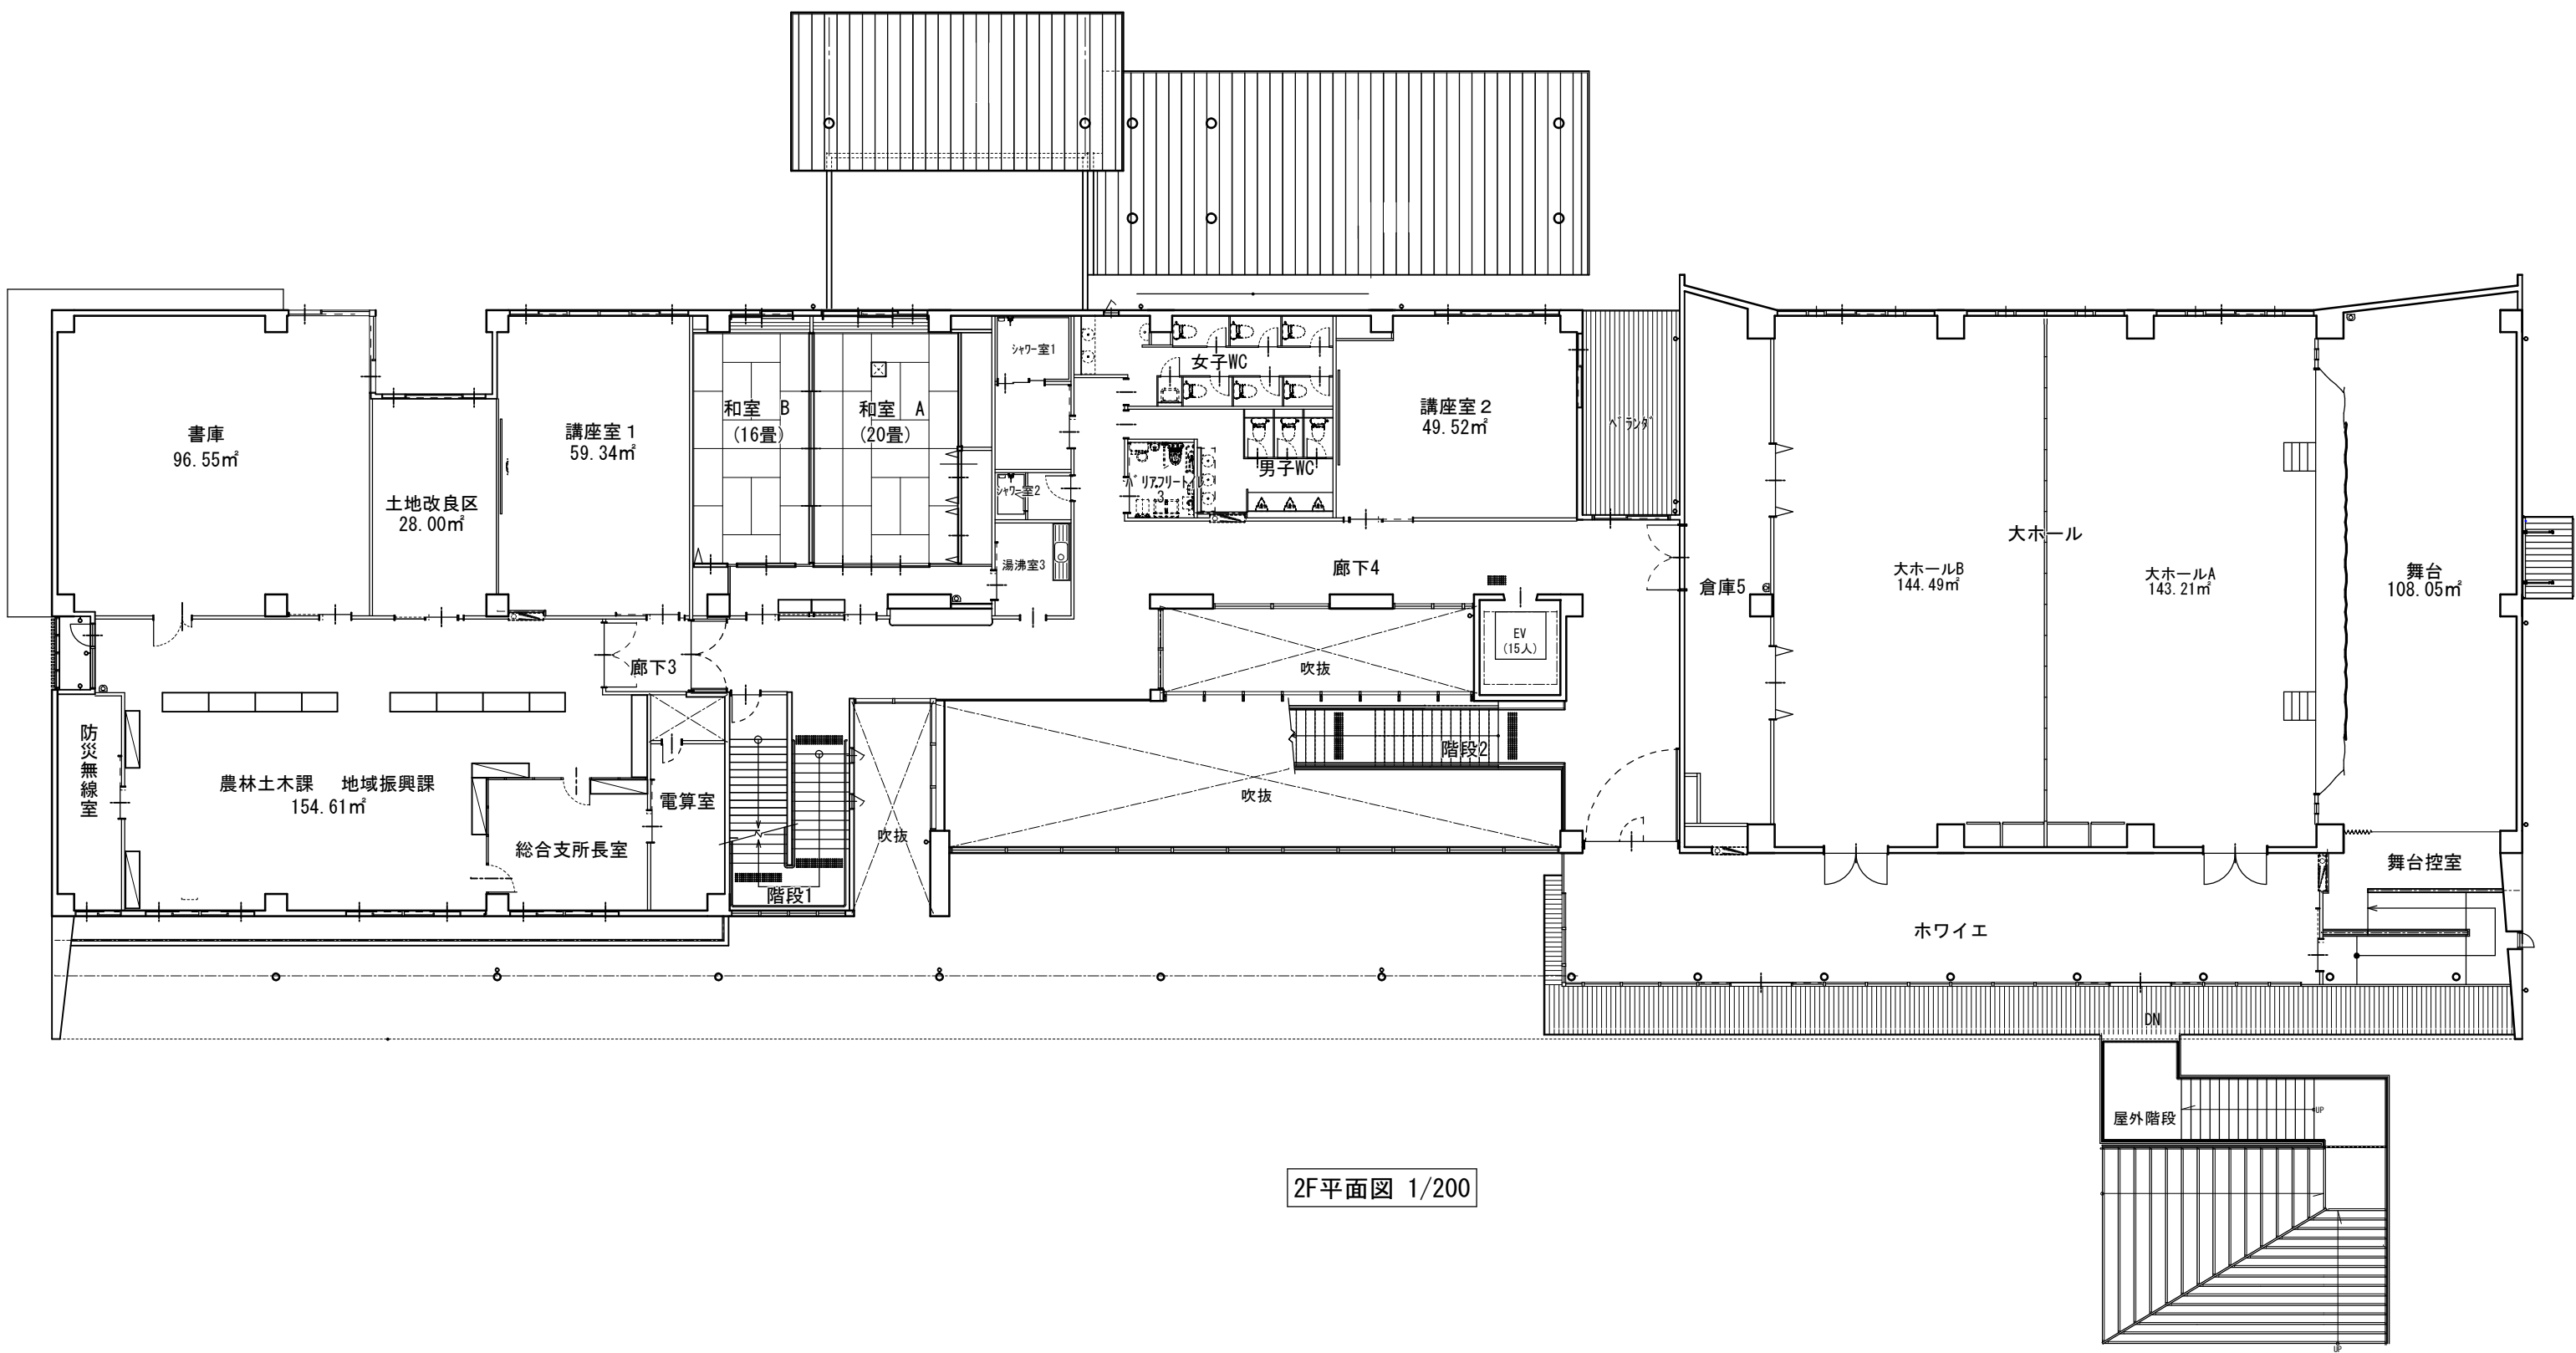 シャワー室1
女子WC
和室 B
(16畳)
和室 A
(20畳)
講座室2
49.52㎡
ベランダ
書庫
96.55㎡
講座室1
59.34㎡
男子WC
バリアフリートイレ
3
シャワー室2
土地改良区
28.00㎡
大ホール
湯沸室3
廊下4
倉庫5
大ホールB
144.49㎡
大ホールA
143.21㎡
舞台
108.05㎡
EV
(15人)
廊下3
吹抜
防災無線室
階段2
農林土木課 地域振興課
154.61㎡
電算室
吹抜
吹抜
総合支所長室
舞台控室
階段1
ホワイエ
DN
屋外階段
UP
2F平面図 1/200
UP